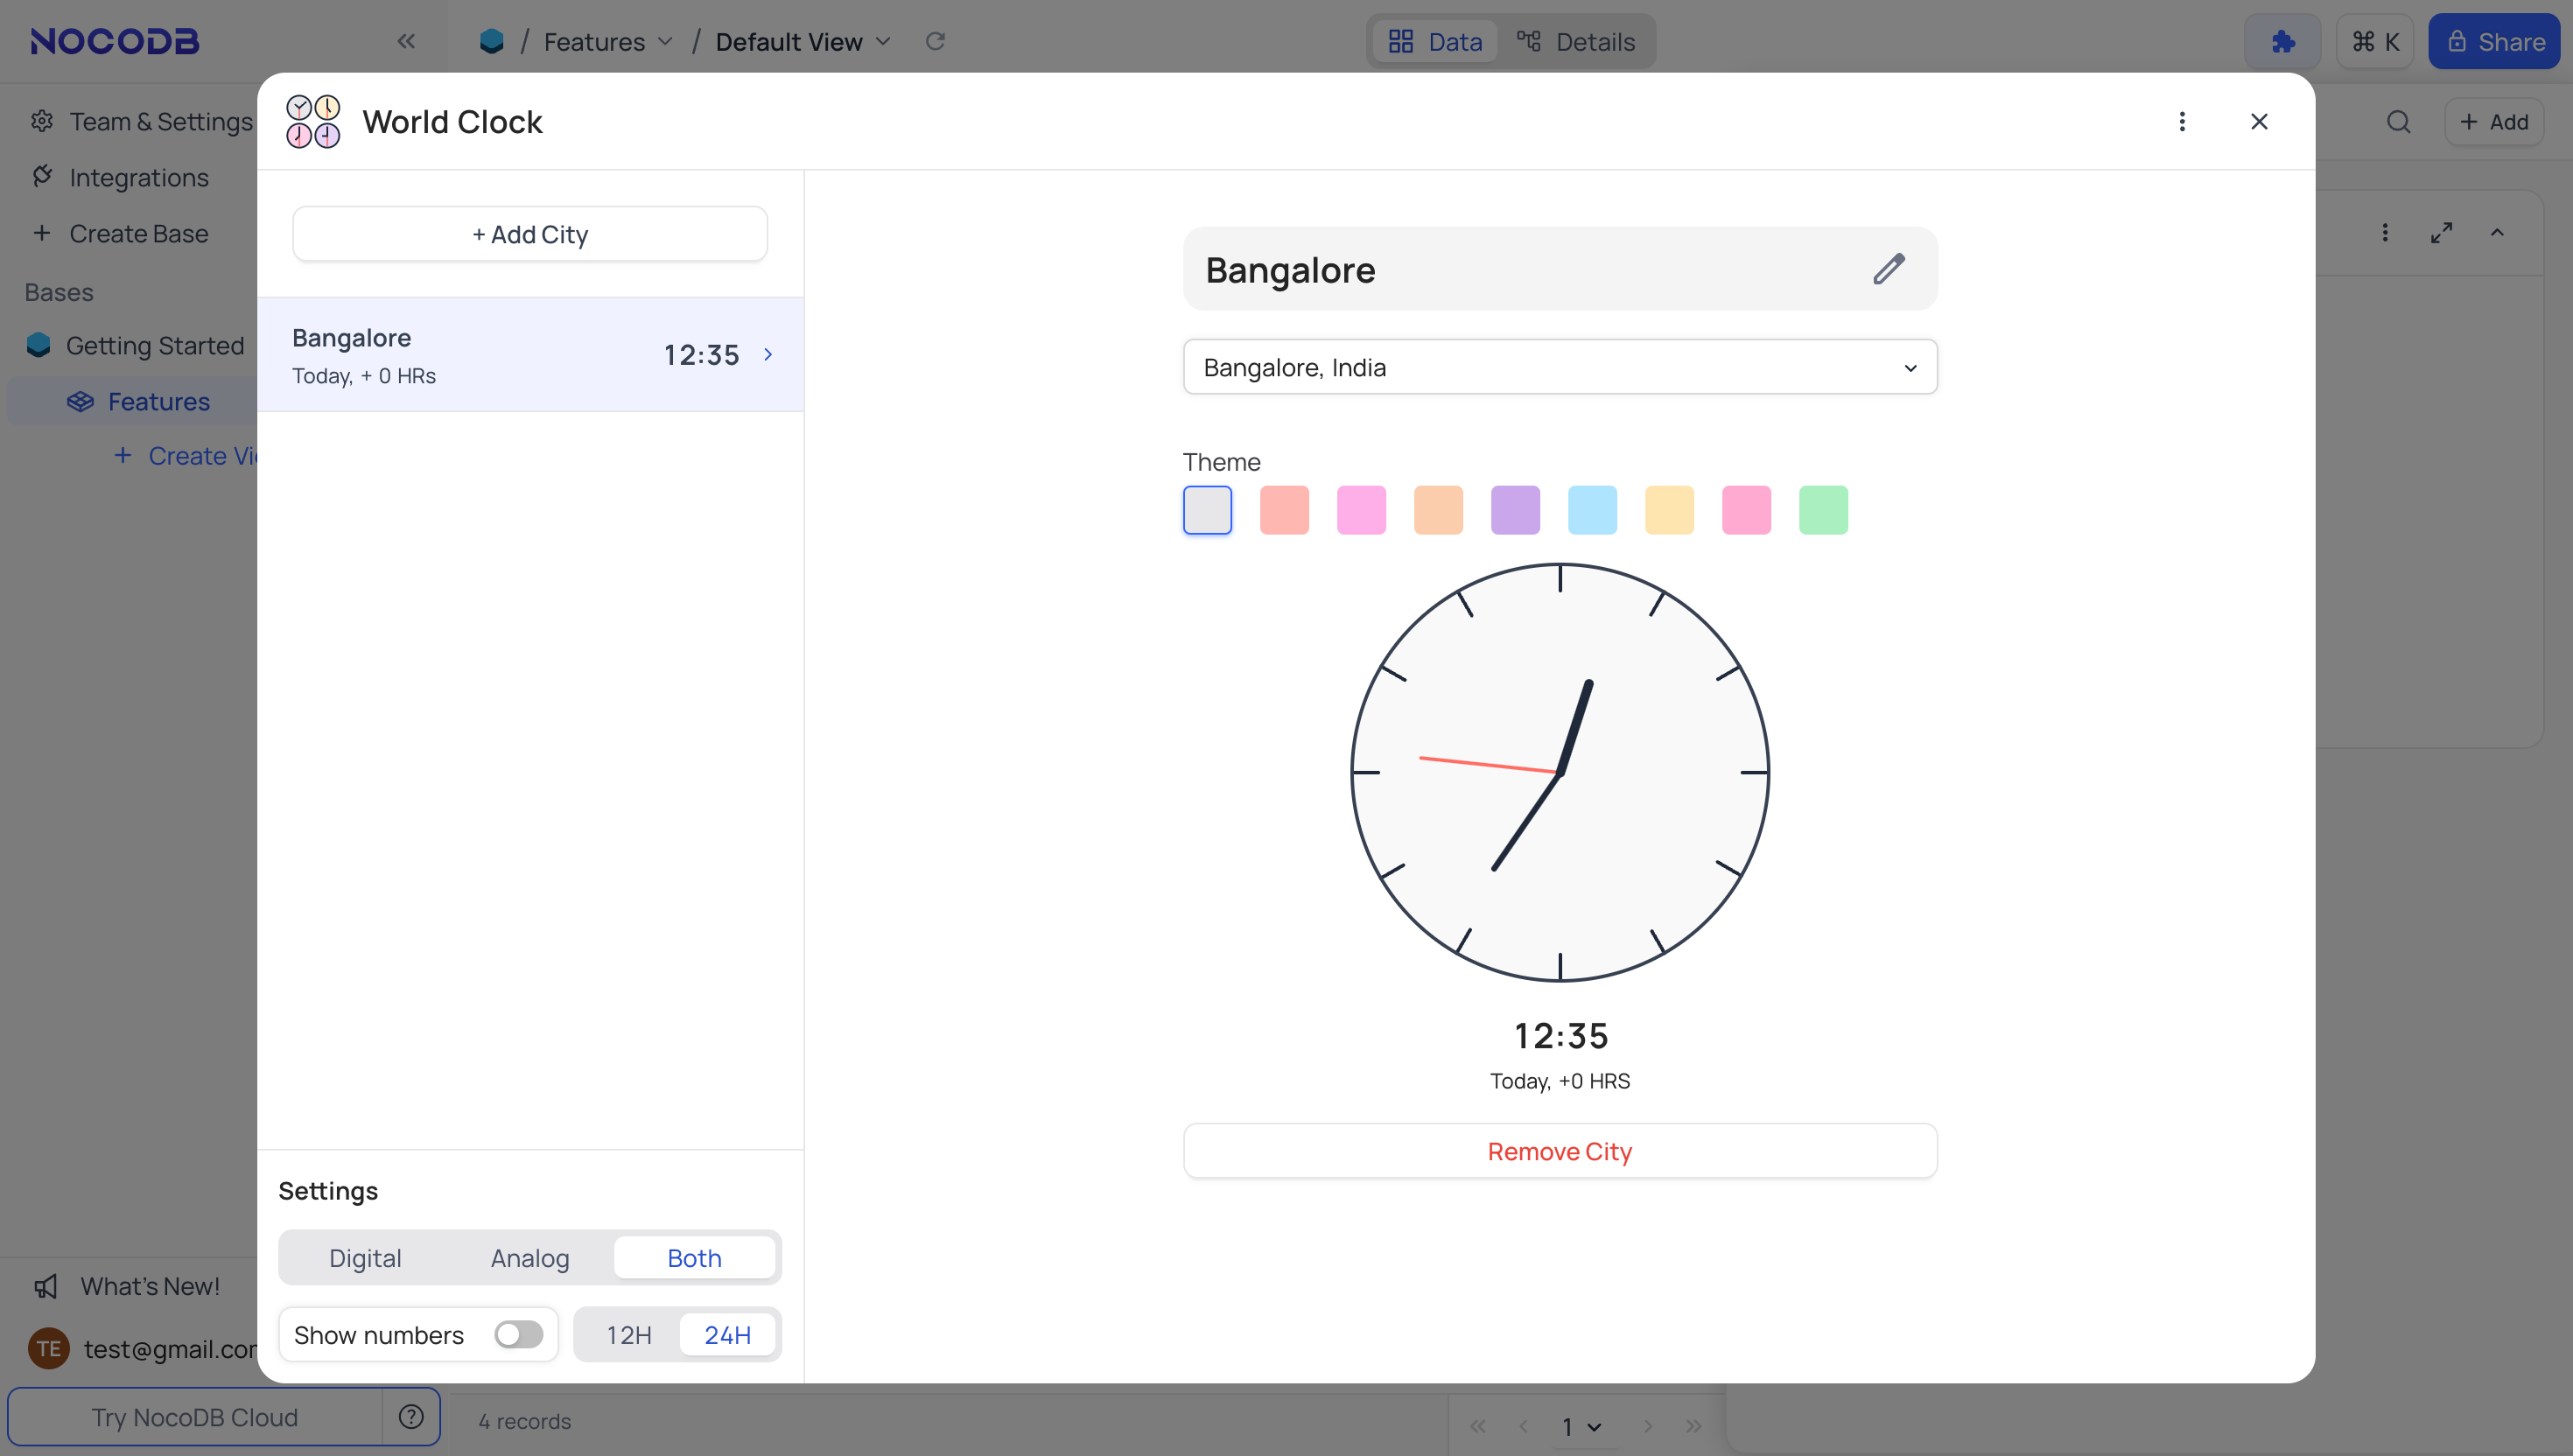 NOCODB
/ Features / Default View
Data
Details
⌘ K
Share
Team & Settings
Integrations
+ Create Base
Bases
Getting Started
Features
+ Create Vi
What's New!
TE
test@gmail.co
Try NocoDB Cloud
?
World Clock
+ Add City
Bangalore
Today, + 0 HRs
12:35
Settings
Digital
Analog
Both
Show numbers
12H
24H
Bangalore
Bangalore, India
Theme
12:35
Today, +0 HRS
Remove City
+ Add
4 records
1